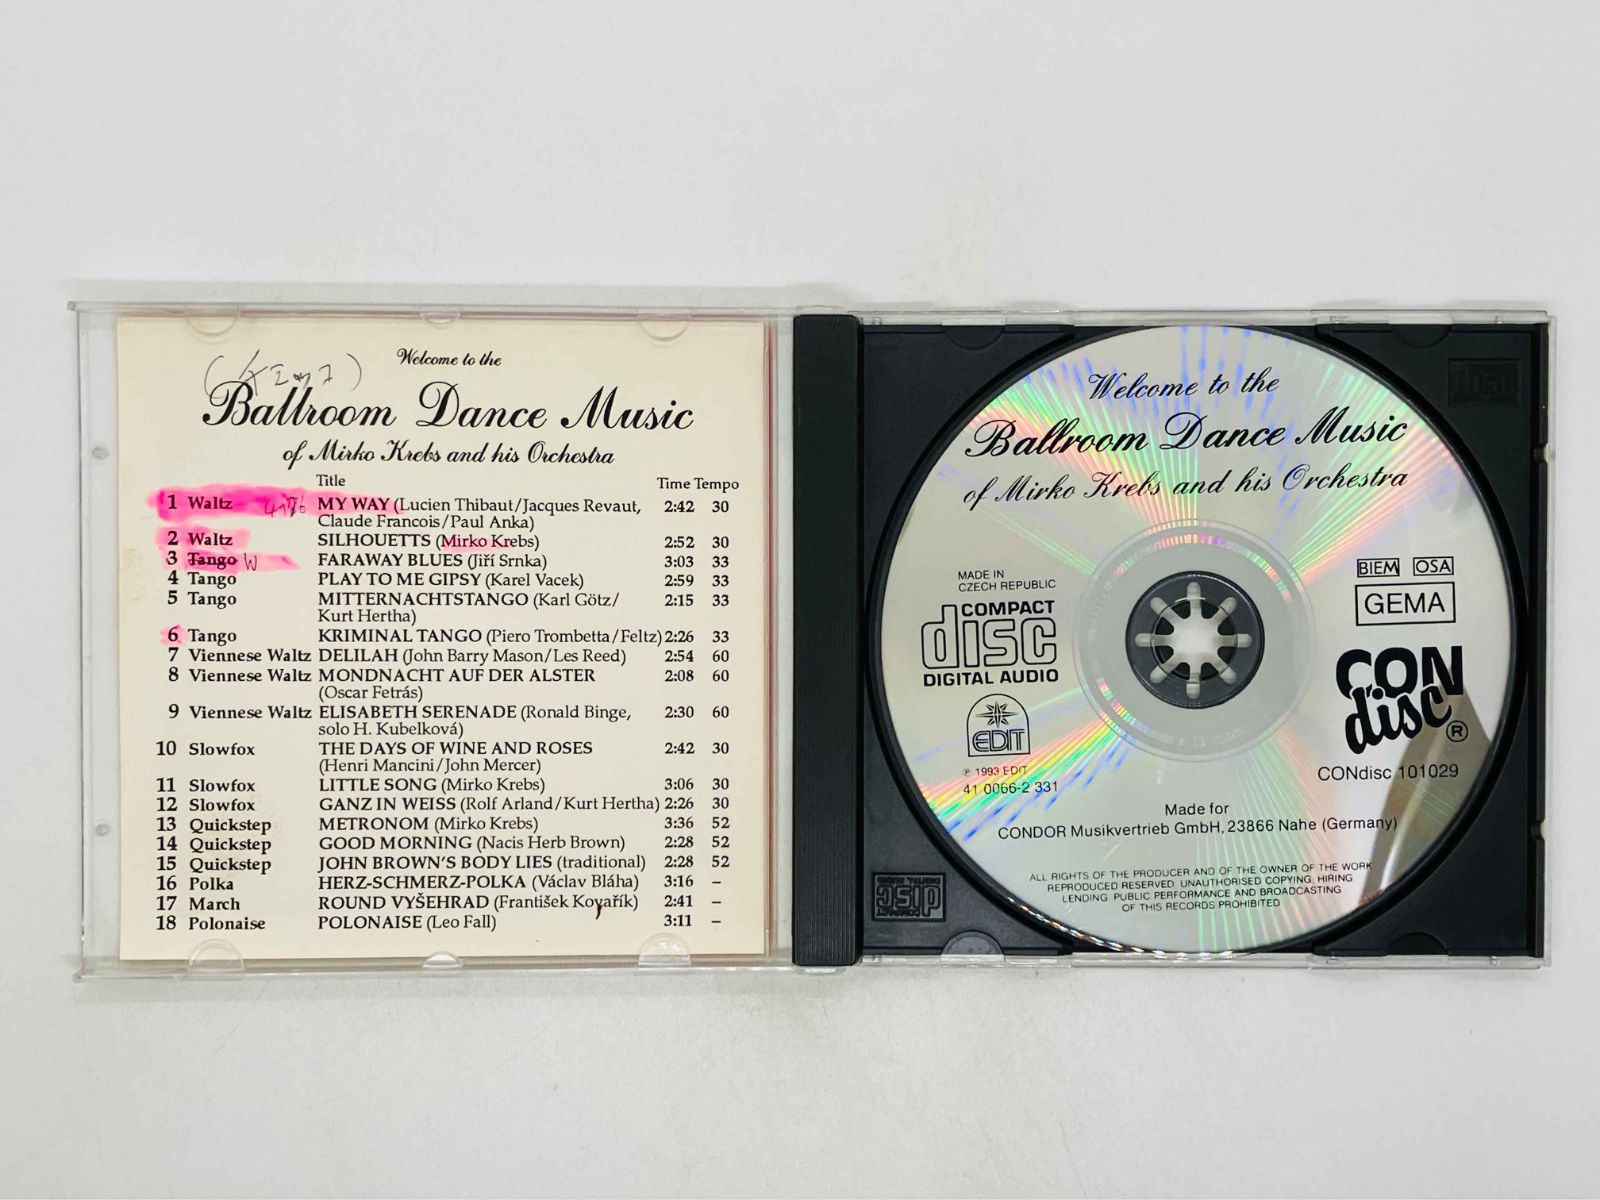 Welcome to the
Ballroom Dance Music
of Mirko Krebs and his Orchestra
Title Time Tempo
1 Waltz MY WAY (Lucien Thibaut/Jacques Revaut, 2:42 30
Claude Francois/Paul Anka)
2 Waltz SILHOUETTS (Mirko Krebs) 2:52 30
3 Tango W FARAWAY BLUES (Jiří Srnka) 3:03 33
4 Tango PLAY TO ME GIPSY (Karel Vacek) 2:59 33
5 Tango MITTERNACHTSTANGO (Karl Götz/ 2:15 33
Kurt Hertha)
6 Tango KRIMINAL TANGO (Piero Trombetta/Feltz) 2:26 33
7 Viennese Waltz DELILAH (John Barry Mason/Les Reed) 2:54 60
8 Viennese Waltz MONDNACHT AUF DER ALSTER 2:08 60
(Oscar Fetrás)
9 Viennese Waltz ELISABETH SERENADE (Ronald Binge, 2:30 60
solo H. Kubelková)
10 Slowfox THE DAYS OF WINE AND ROSES 2:42 30
(Henri Mancini/John Mercer)
11 Slowfox LITTLE SONG (Mirko Krebs) 3:06 30
12 Slowfox GANZ IN WEISS (Rolf Arland/Kurt Hertha) 2:26 30
13 Quickstep METRONOM (Mirko Krebs) 3:36 52
14 Quickstep GOOD MORNING (Nacis Herb Brown) 2:28 52
15 Quickstep JOHN BROWN'S BODY LIES (traditional) 2:28 52
16 Polka HERZ-SCHMERZ-POLKA (Václav Bláha) 3:16 –
17 March ROUND VYŠEHRAD (František Kovařík) 2:41 –
18 Polonaise POLONAISE (Leo Fall) 3:11 –
Welcome to the
Ballroom Dance Music
of Mirko Krebs and his Orchestra
MADE IN
CZECH REPUBLIC
COMPACT
disc
DIGITAL AUDIO
EDIT
℗ 1993 EDIT
41 0066-2 331
BIEM OSA
GEMA
CON
disc ®
CONdisc 101029
Made for
CONDOR Musikvertrieb GmbH, 23866 Nahe (Germany)
ALL RIGHTS OF THE PRODUCER AND OF THE OWNER OF THE WORK
REPRODUCED RESERVED. UNAUTHORISED COPYING, HIRING
LENDING, PUBLIC PERFORMANCE AND BROADCASTING
OF THIS RECORDS PROHIBITED
disc
COMPACT
disc
DIGITAL AUDIO